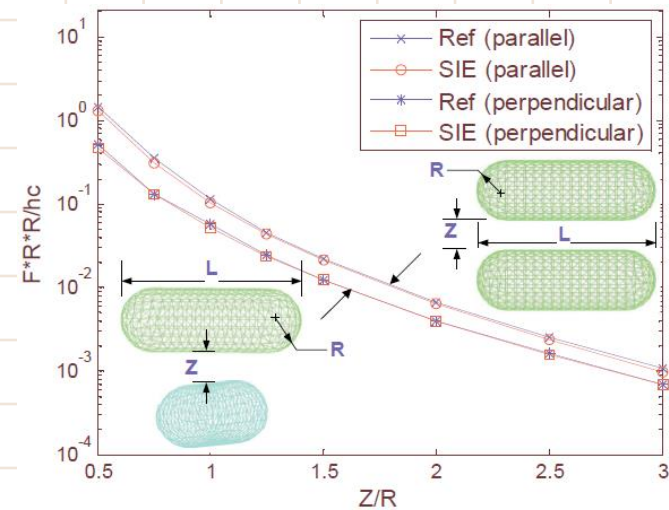 10^1
10^0
10^-1
10^-2
10^-3
10^-4
F*R*R/hc
Ref (parallel)
SIE (parallel)
Ref (perpendicular)
SIE (perpendicular)
R
Z
L
L
R
Z
0.5
1
1.5
2
2.5
3
Z/R